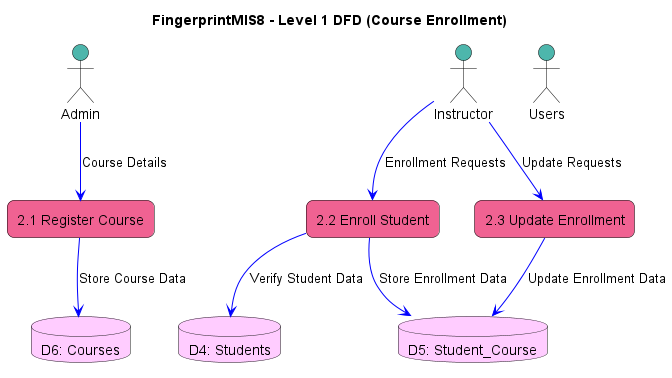 FingerprintMIS8 - Level 1 DFD (Course Enrollment)
Admin
Instructor
Users
Course Details
Enrollment Requests
Update Requests
2.1 Register Course
2.2 Enroll Student
2.3 Update Enrollment
Store Course Data
Verify Student Data
Store Enrollment Data
Update Enrollment Data
D6: Courses
D4: Students
D5: Student_Course